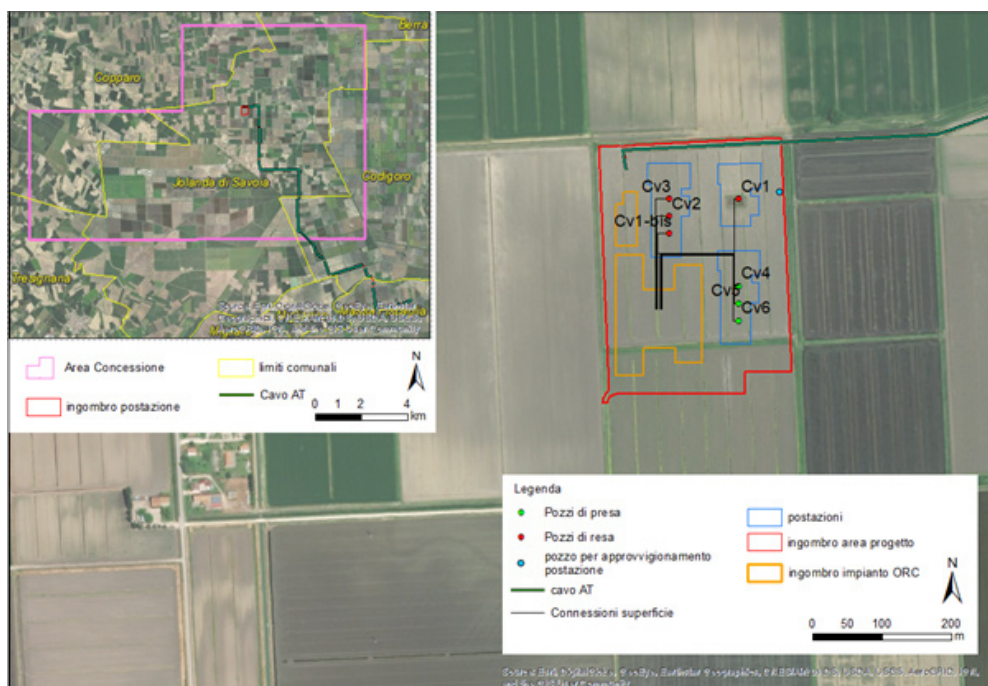 Berra
Copparo
Jolanda di Savoia
Codigoro
Tresignana
Area Concessione
limiti comunali
ingombro postazione
Cavo AT
N
0 1 2 4
km
Cv3
Cv2
Cv1
Cv1-bis
Cv4
Cv5
Cv6
Legenda
Pozzi di presa
Pozzi di resa
pozzo per approvvigionamento
postazione
cavo AT
Connessioni superficie
postazioni
ingombro area progetto
ingombro impianto ORC
N
0 50 100 200
m